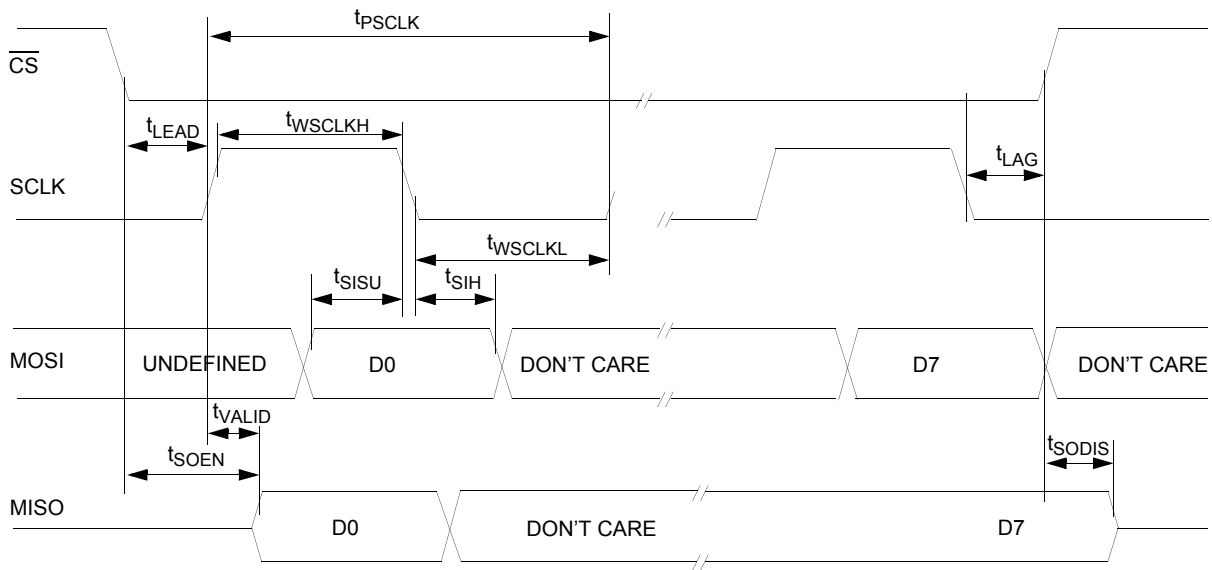 tPSCLK
CS
tLEAD
tWSCLKH
tLAG
SCLK
tWSCLKL
tSISU
tSIH
MOSI
UNDEFINED
D0
DON'T CARE
D7
DON'T CARE
tVALID
tSOEN
tSODIS
MISO
D0
DON'T CARE
D7